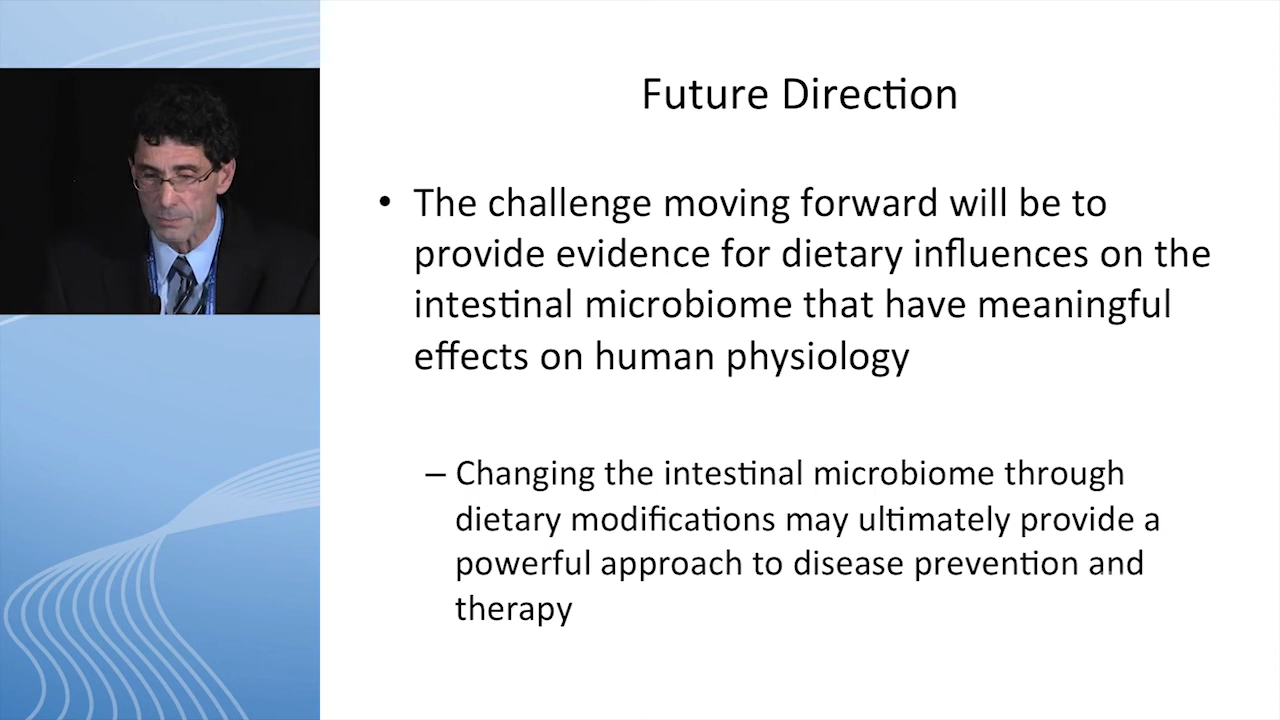 Future Direction
• The challenge moving forward will be to
provide evidence for dietary influences on the
intestinal microbiome that have meaningful
effects on human physiology
– Changing the intestinal microbiome through
dietary modifications may ultimately provide a
powerful approach to disease prevention and
therapy